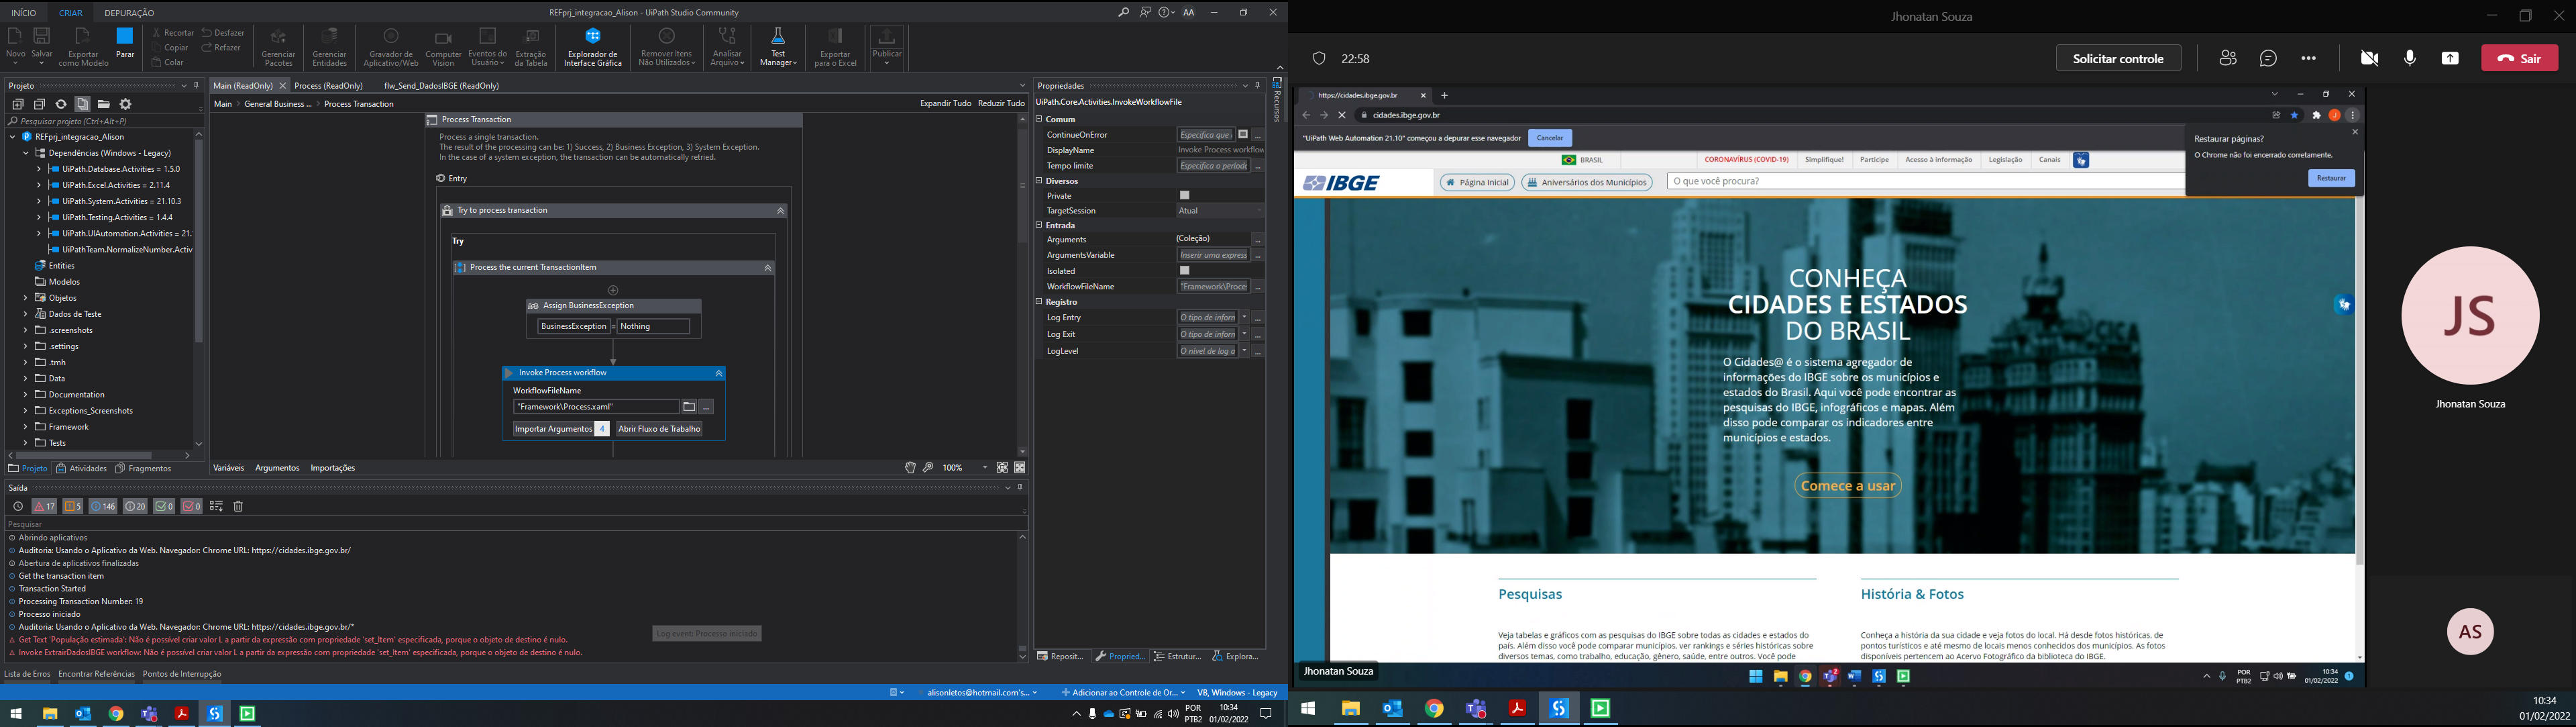 INÍCIO CRIAR DEPURAÇÃO
REFprj_integracao_Alison - UiPath Studio Community
AA
Novo Salvar Exportar como Modelo Parar
Recortar Desfazer
Copiar Refazer
Colar
Gerenciar Pacotes
Gerenciar Entidades
Gravador de Aplicativo/Web
Computer Vision
Eventos do Usuário
Extração da Tabela
Explorador de Interface Gráfica
Remover Itens Não Utilizados
Analisar Arquivo
Test Manager
Exportar para o Excel
Publicar
Projeto
Pesquisar projeto (Ctrl+Alt+P)
REFprj_integracao_Alison
Dependências (Windows - Legacy)
UiPath.Database.Activities = 1.5.0
UiPath.Excel.Activities = 2.11.4
UiPath.System.Activities = 21.10.3
UiPath.Testing.Activities = 1.4.4
UiPath.UIAutomation.Activities = 21.
UiPathTeam.NormalizeNumber.Activ
Entities
Modelos
Objetos
Dados de Teste
.screenshots
.settings
.tmh
Data
Documentation
Exceptions_Screenshots
Framework
Tests
Projeto Atividades Fragmentos
Main (ReadOnly) Process (ReadOnly) flw_Send_DadosIBGE (ReadOnly)
Main > General Business ... > Process Transaction
Expandir Tudo Reduzir Tudo
Process Transaction
Process a single transaction.
The result of the processing can be: 1) Success, 2) Business Exception, 3) System Exception.
In the case of a system exception, the transaction can be automatically retried.
Entry
Try to process transaction
Try
Process the current TransactionItem
Assign BusinessException
BusinessException = Nothing
Invoke Process workflow
WorkflowFileName
"Framework\Process.xaml"
Importar Argumentos 4 Abrir Fluxo de Trabalho
Variáveis Argumentos Importações
100%
Propriedades
UiPath.Core.Activities.InvokeWorkflowFile
Comum
ContinueOnError Especifica que
DisplayName Invoke Process workflow
Tempo limite Especifica o período
Diversos
Private
TargetSession Atual
Entrada
Arguments (Coleção)
ArgumentsVariable Inserir uma express
Isolated
WorkflowFileName "Framework\Proces
Registro
Log Entry O tipo de inform
Log Exit O tipo de inform
LogLevel O nível de log a
Reposit... Propried... Estrutur... Explora...
Recursos
Saída
17 5 146 20 0 0
Pesquisar
Abrindo aplicativos
Auditoria: Usando o Aplicativo da Web. Navegador: Chrome URL: https://cidades.ibge.gov.br/
Abertura de aplicativos finalizadas
Get the transaction item
Transaction Started
Processing Transaction Number: 19
Processo iniciado
Auditoria: Usando o Aplicativo da Web. Navegador: Chrome URL: https://cidades.ibge.gov.br/*
Log event: Processo iniciado
Get Text 'População estimada': Não é possível criar valor L a partir da expressão com propriedade 'set_Item' especificada, porque o objeto de destino é nulo.
Invoke ExtrairDadosIBGE workflow: Não é possível criar valor L a partir da expressão com propriedade 'set_Item' especificada, porque o objeto de destino é nulo.
Lista de Erros Encontrar Referências Pontos de Interrupção
alisonletos@hotmail.com's... Adicionar ao Controle de Or... VB, Windows - Legacy
POR
PTB2
10:34
01/02/2022
Jhonatan Souza
22:58
Solicitar controle
Sair
https://cidades.ibge.gov.br
cidades.ibge.gov.br
"UiPath Web Automation 21.10" começou a depurar esse navegador Cancelar
Restaurar páginas?
O Chrome não foi encerrado corretamente.
Restaurar
BRASIL CORONAVÍRUS (COVID-19) Simplifique! Participe Acesso à informação Legislação Canais
IBGE Página Inicial Aniversários dos Municípios O que você procura?
CONHEÇA
CIDADES E ESTADOS
DO BRASIL
O Cidades@ é o sistema agregador de
informações do IBGE sobre os municípios e
estados do Brasil. Aqui você pode encontrar as
pesquisas do IBGE, infográficos e mapas. Além
disso pode comparar os indicadores entre
municípios e estados.
Comece a usar
Pesquisas
Veja tabelas e gráficos com as pesquisas do IBGE sobre todas as cidades e estados do
país. Além disso você pode comparar municípios, ver rankings e séries históricas sobre
diversos temas, como trabalho, educação, gênero, saúde, entre outros. Você pode
História & Fotos
Conheça a história da sua cidade e veja fotos do local. Há desde fotos históricas, de
pontos turísticos e até mesmo de locais menos conhecidos dos municípios. As fotos
disponíveis pertencem ao Acervo Fotográfico da biblioteca do IBGE.
Jhonatan Souza
POR
PTB2
10:34
01/02/2022
JS
Jhonatan Souza
AS
10:34
01/02/2022